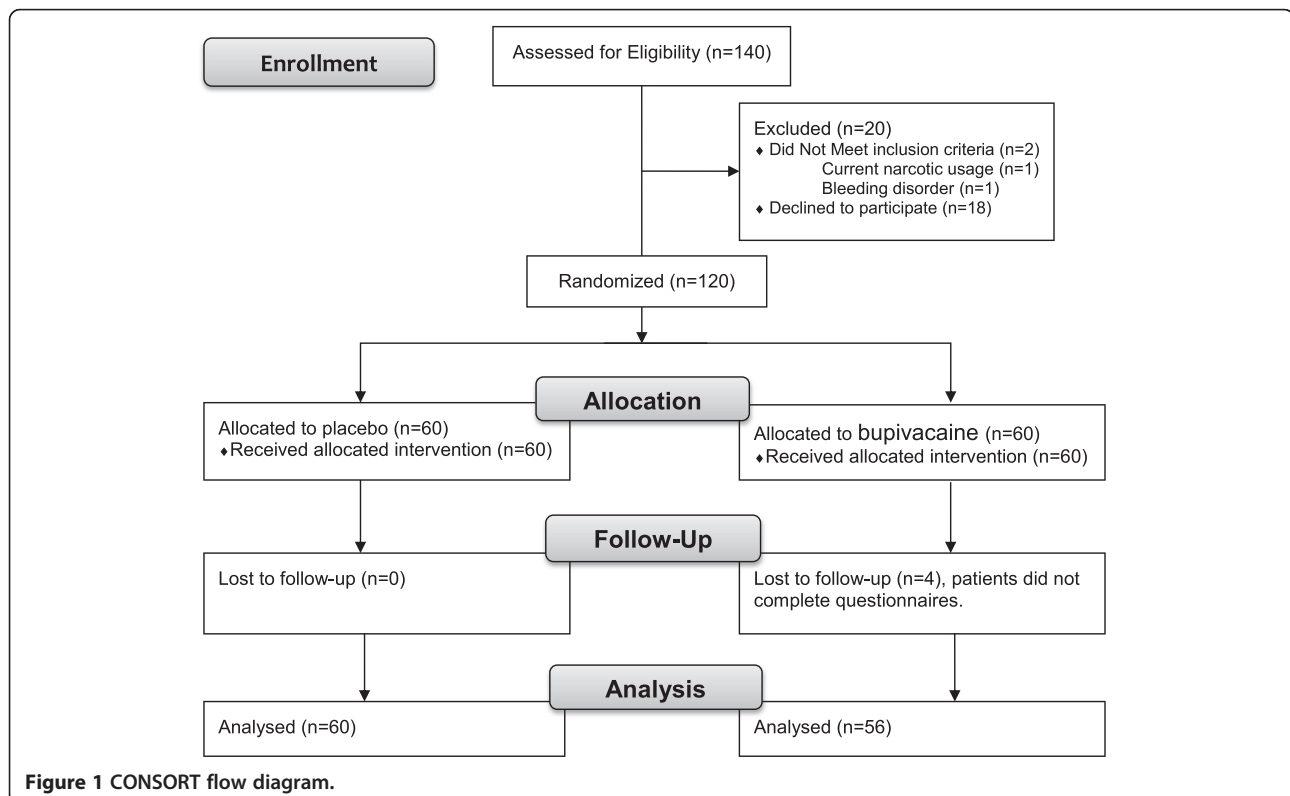 Enrollment
Assessed for Eligibility (n=140)
Excluded (n=20)
♦ Did Not Meet inclusion criteria (n=2)
Current narcotic usage (n=1)
Bleeding disorder (n=1)
♦ Declined to participate (n=18)
Randomized (n=120)
Allocation
Allocated to placebo (n=60)
♦Received allocated intervention (n=60)
Allocated to bupivacaine (n=60)
♦Received allocated intervention (n=60)
Follow-Up
Lost to follow-up (n=0)
Lost to follow-up (n=4), patients did not
complete questionnaires.
Analysis
Analysed (n=60)
Analysed (n=56)
Figure 1 CONSORT flow diagram.